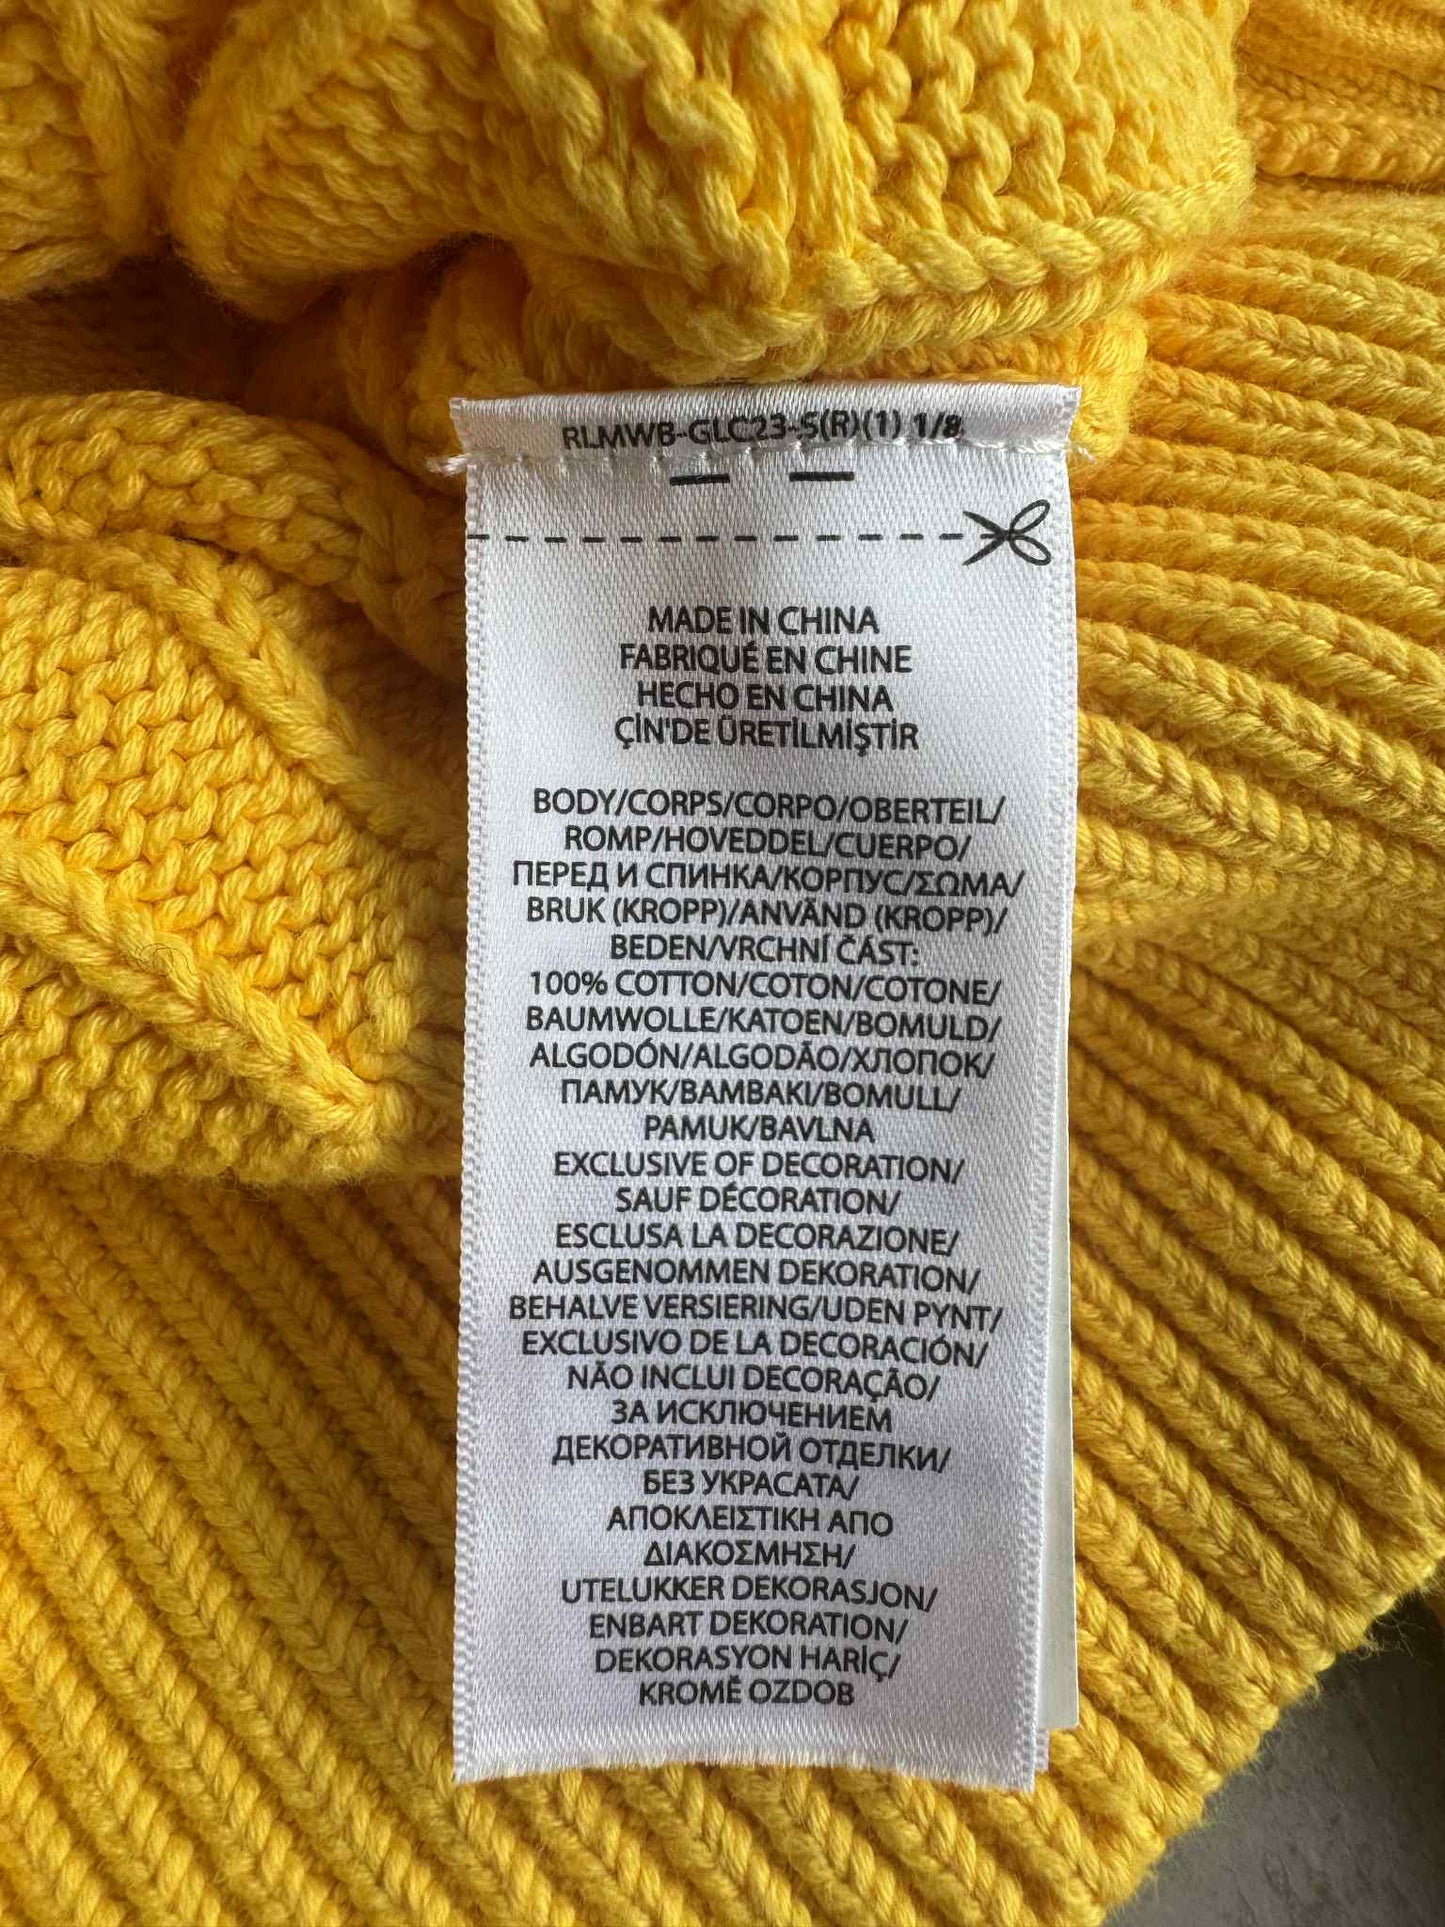 RLMWB-GLC23-S(R)(1) 1/8
MADE IN CHINA
FABRIQUÉ EN CHINE
HECHO EN CHINA
ÇİN'DE ÜRETİLMİŞTİR
BODY/CORPS/CORPO/OBERTEIL/
ROMP/HOVEDDEL/CUERPO/
ПЕРЕД И СПИНКА/КОРПУС/ΣΩΜΑ/
BRUK (KROPP)/ANVÄND (KROPP)/
BEDEN/VRCHNÍ ČÁST:
100% COTTON/COTON/COTONE/
BAUMWOLLE/KATOEN/BOMULD/
ALGODÓN/ALGODÃO/ХЛОПОК/
ПАМУК/BAMBAKI/BOMULL/
PAMUK/BAVLNA
EXCLUSIVE OF DECORATION/
SAUF DÉCORATION/
ESCLUSA LA DECORAZIONE/
AUSGENOMMEN DEKORATION/
BEHALVE VERSIERING/UDEN PYNT/
EXCLUSIVO DE LA DECORACIÓN/
NÃO INCLUI DECORAÇÃO/
ЗА ИСКЛЮЧЕНИЕМ
ДЕКОРАТИВНОЙ ОТДЕЛКИ/
БЕЗ УКРАСАТА/
ΑΠΟΚΛΕΙΣΤΙΚΗ ΑΠΟ
ΔΙΑΚΟΣΜΗΣΗ/
UTELUKKER DEKORASJON/
ENBART DEKORATION/
DEKORASYON HARİÇ/
KROMĚ OZDOB